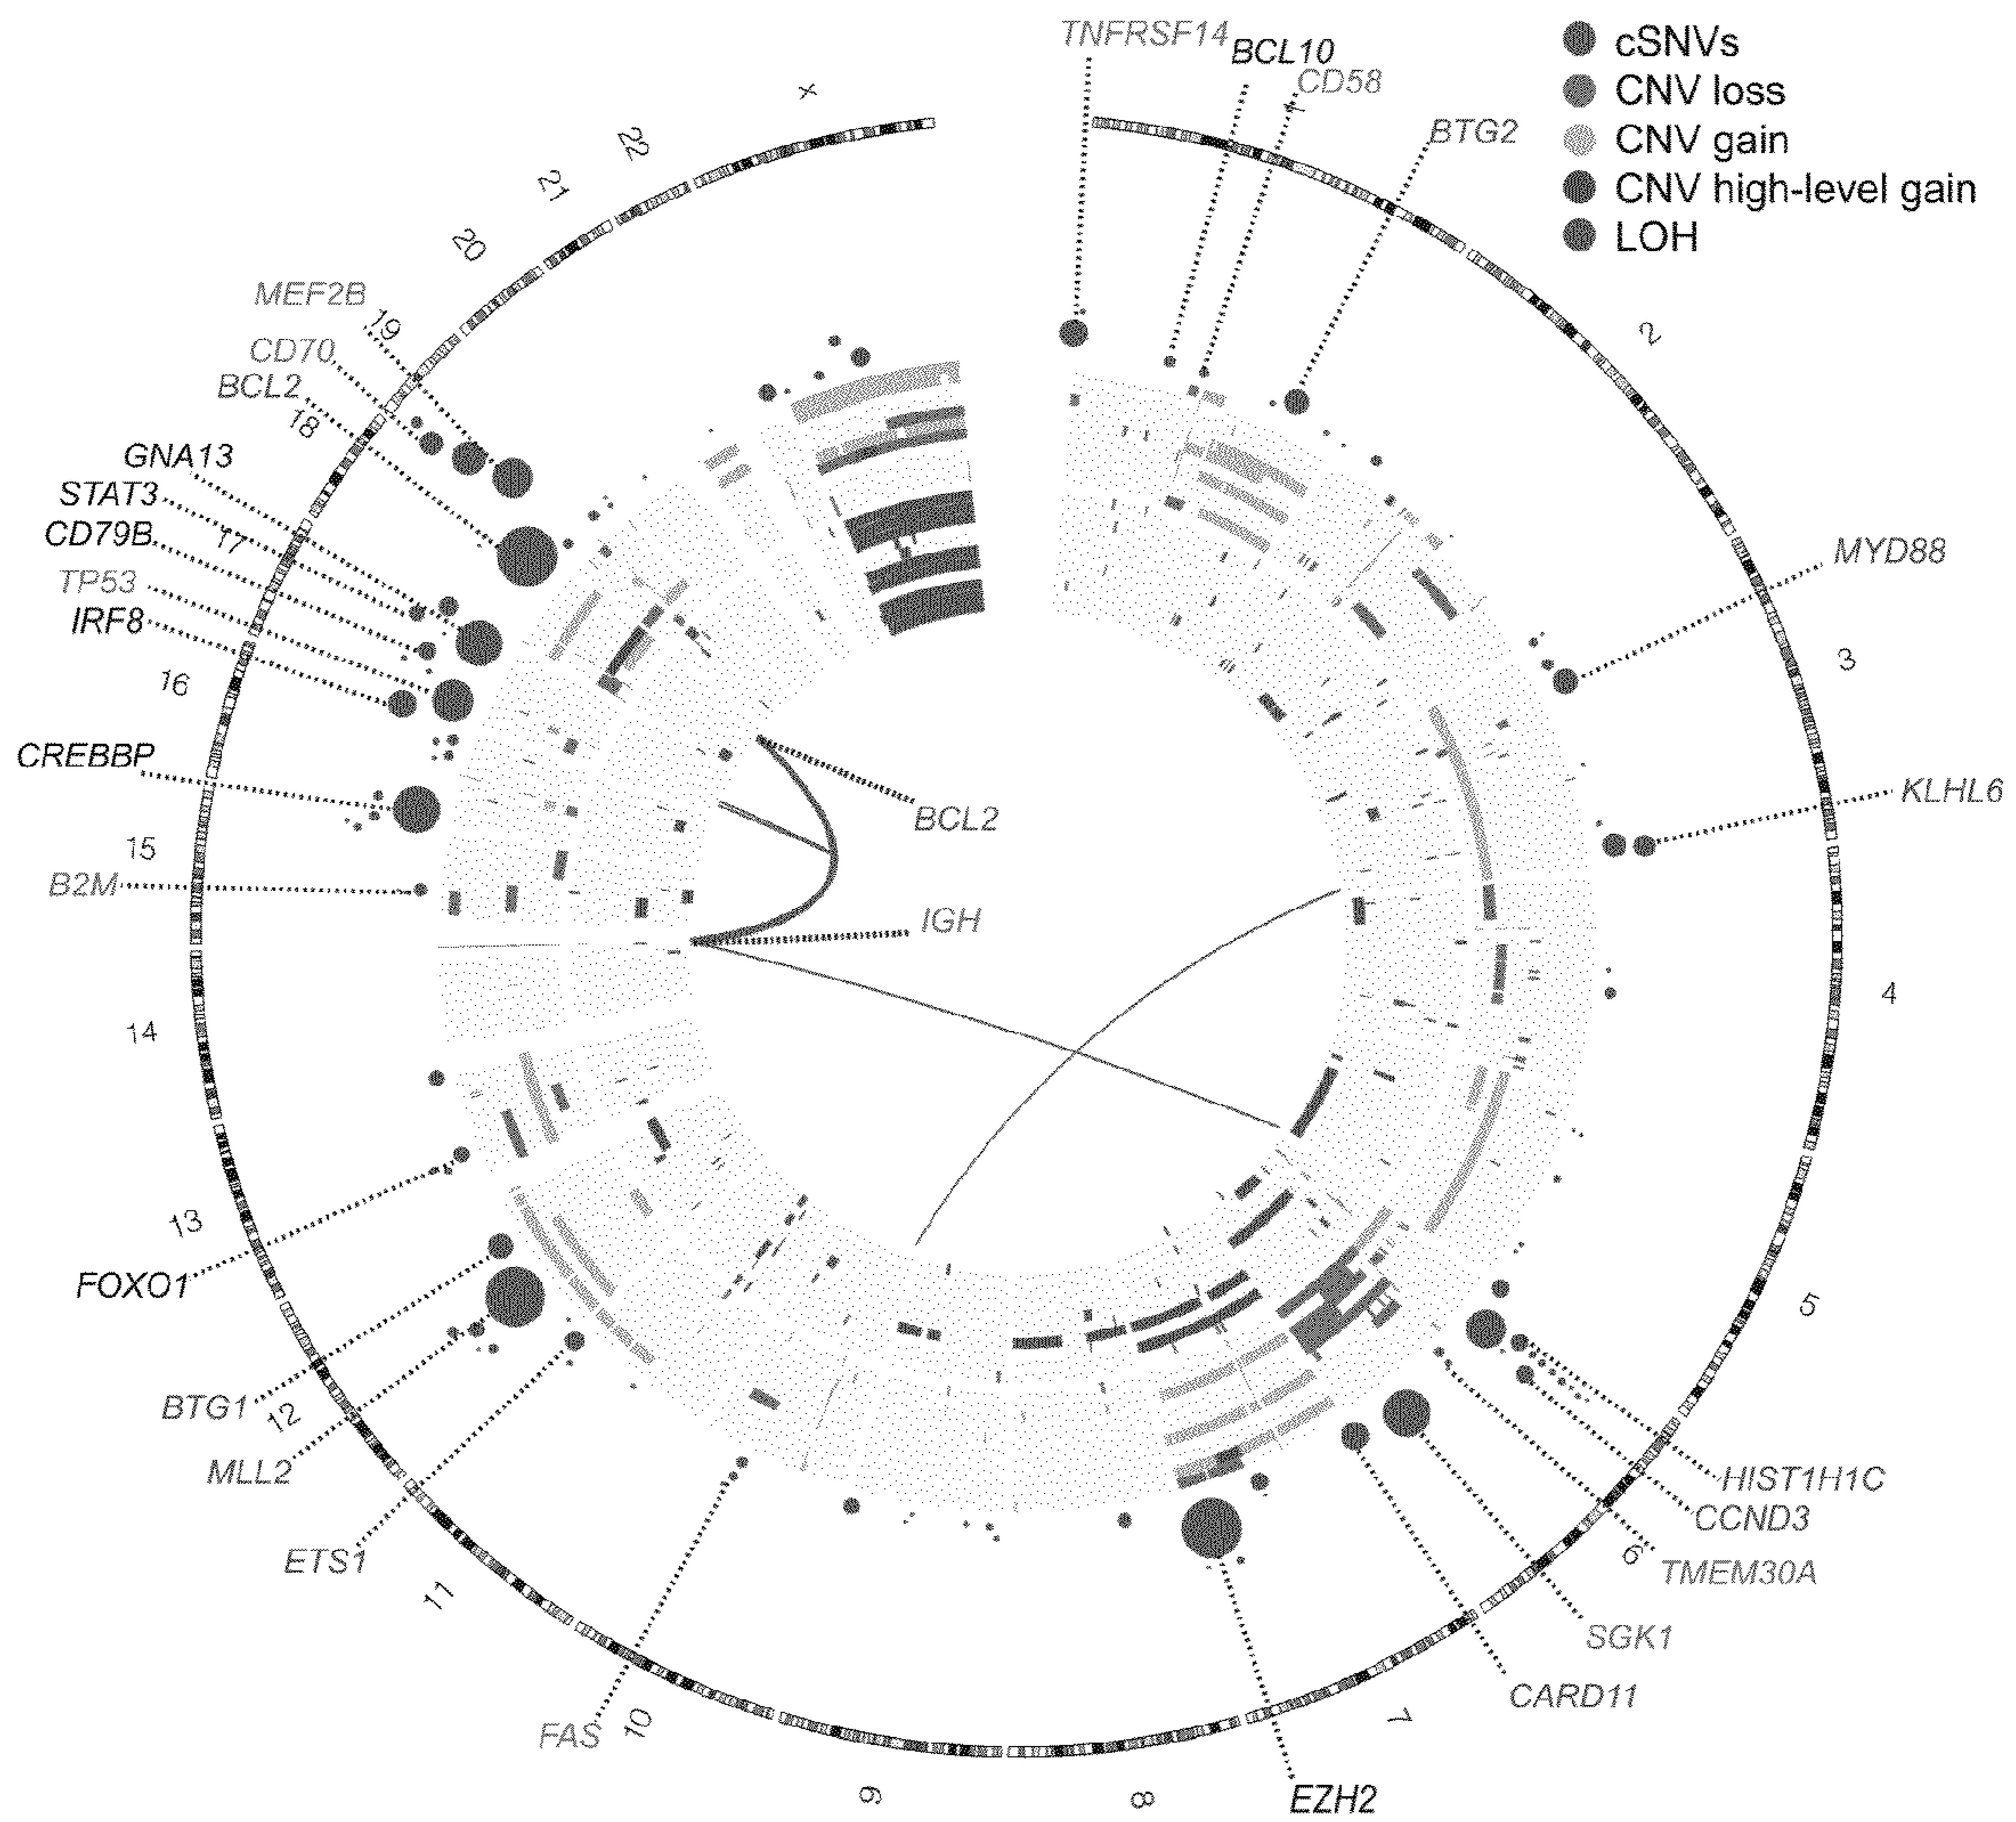 TNFRSF14
BCL10
CD58
1
BTG2
cSNVs
CNV loss
CNV gain
CNV high-level gain
LOH
2
MYD88
3
KLHL6
4
5
HIST1H1C
CCND3
6
TMEM30A
SGK1
CARD11
7
EZH2
8
9
10
FAS
11
ETS1
MLL2
12
BTG1
FOXO1
13
14
B2M
15
CREBBP
16
IRF8
TP53
CD79B
17
STAT3
GNA13
18
BCL2
CD70
19
MEF2B
20
21
22
X
BCL2
IGH